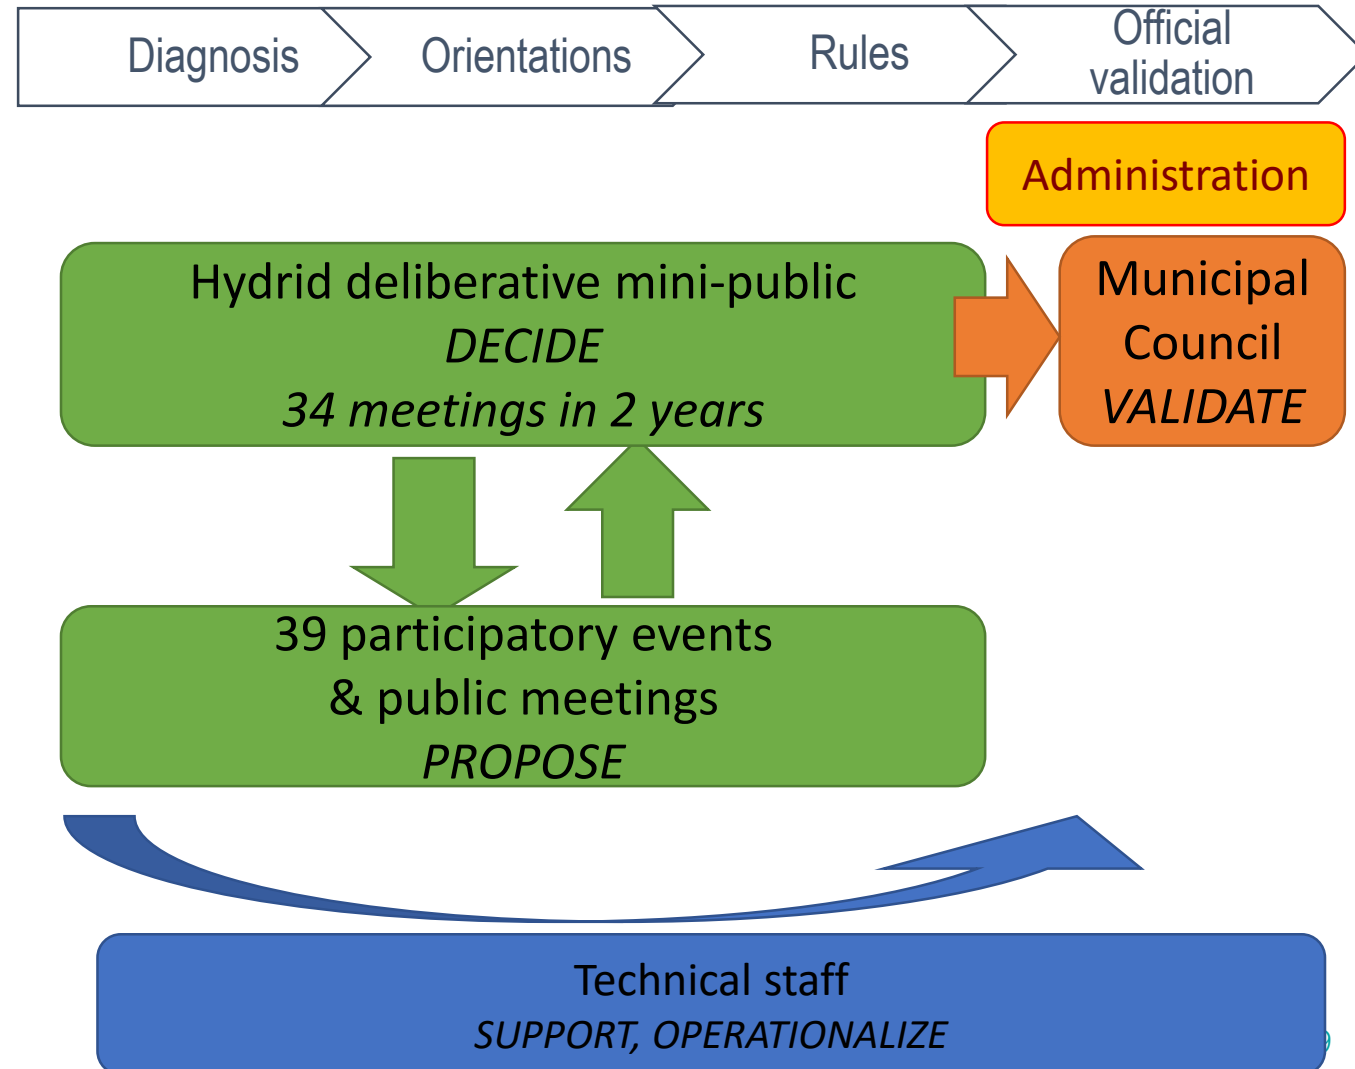 Diagnosis
Orientations
Rules
Official
validation
Administration
Hydrid deliberative mini-public
DECIDE
34 meetings in 2 years
Municipal
Council
VALIDATE
39 participatory events
& public meetings
PROPOSE
Technical staff
SUPPORT, OPERATIONALIZE